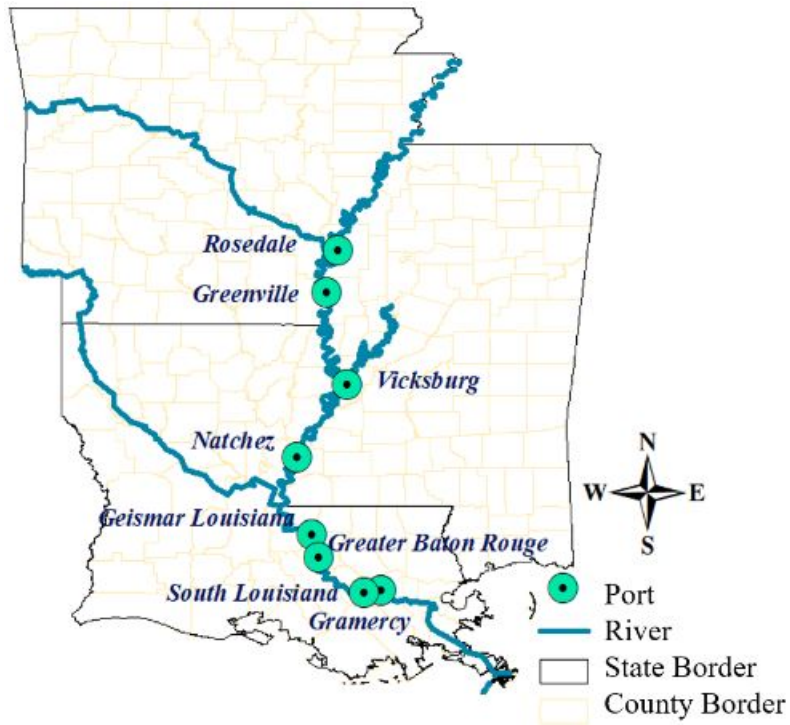 Rosedale
Greenville
Vicksburg
Natchez
N
W E
S
Geismar Louisiana
Greater Baton Rouge
South Louisiana
Gramercy
Port
River
State Border
County Border